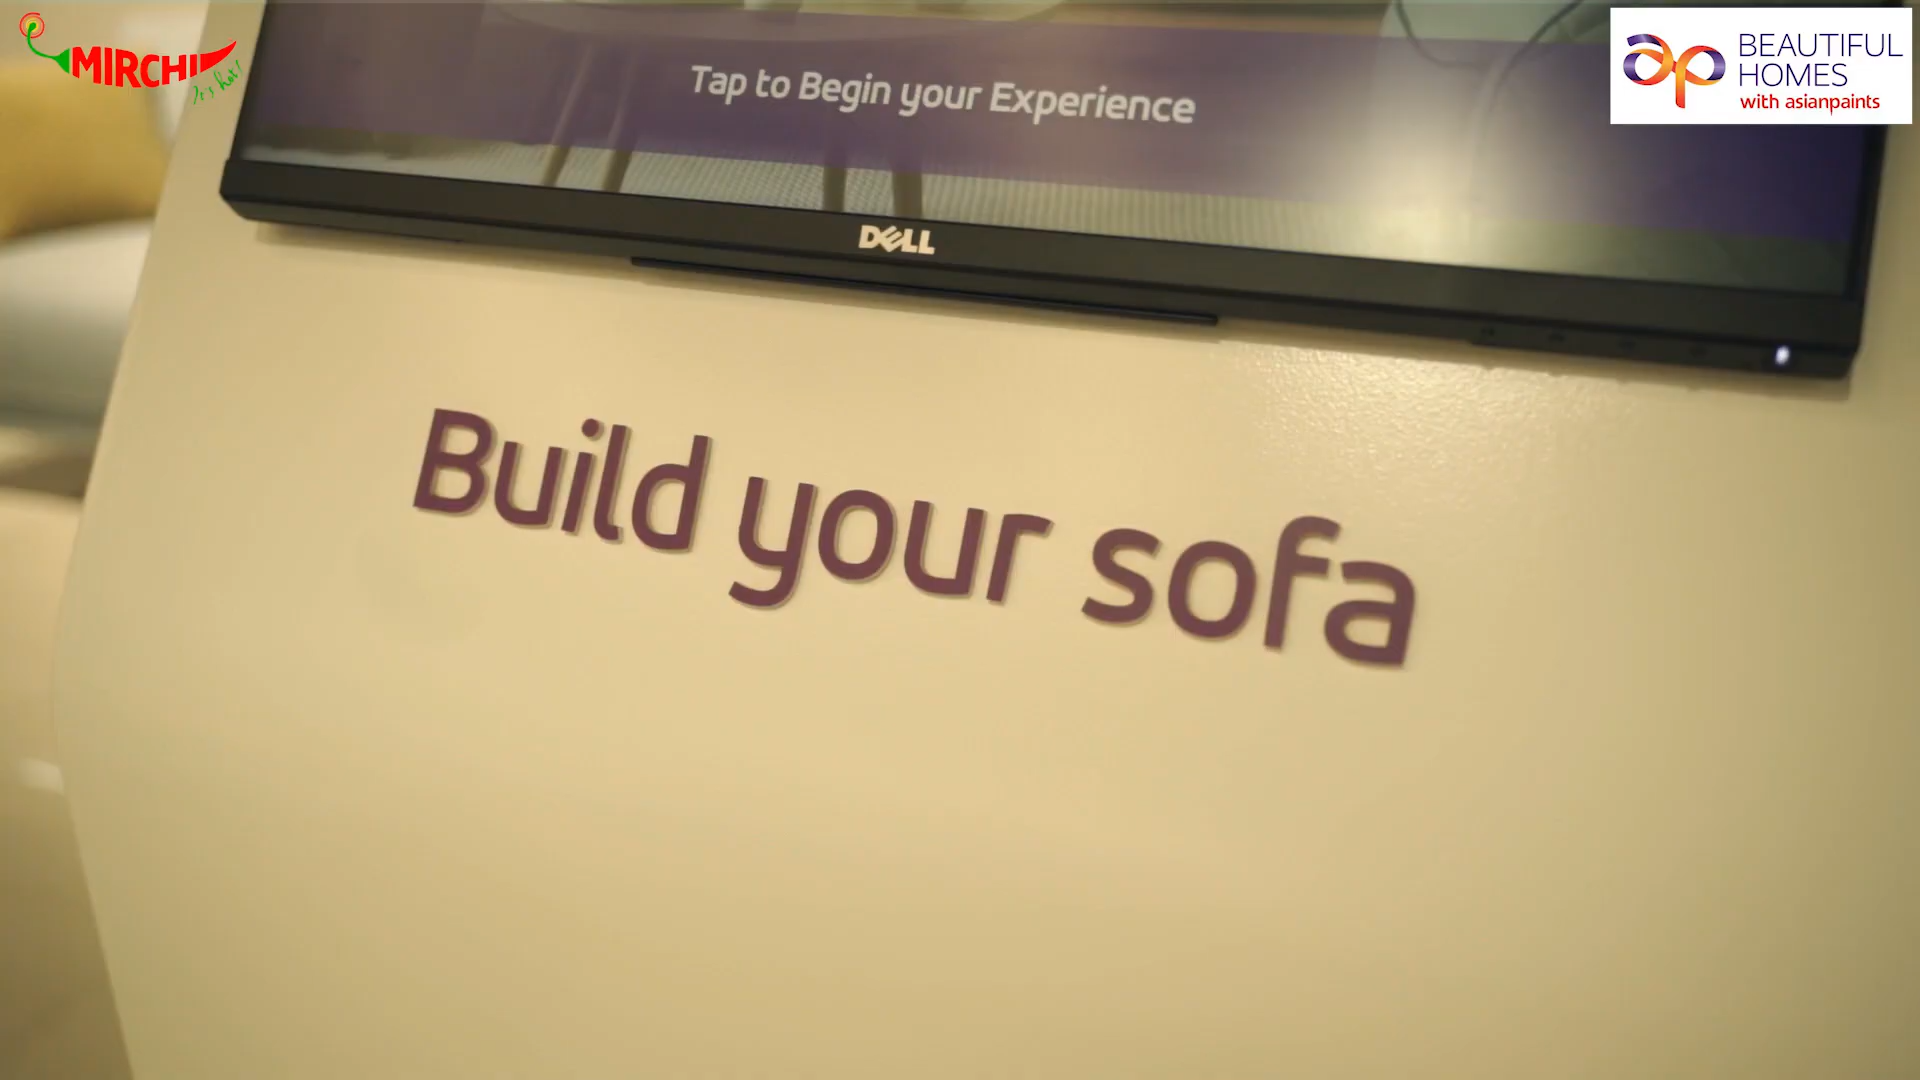 MIRCHI
It's hot!
BEAUTIFUL
HOMES
with asianpaints
Tap to Begin your Experience
DELL
Build your sofa